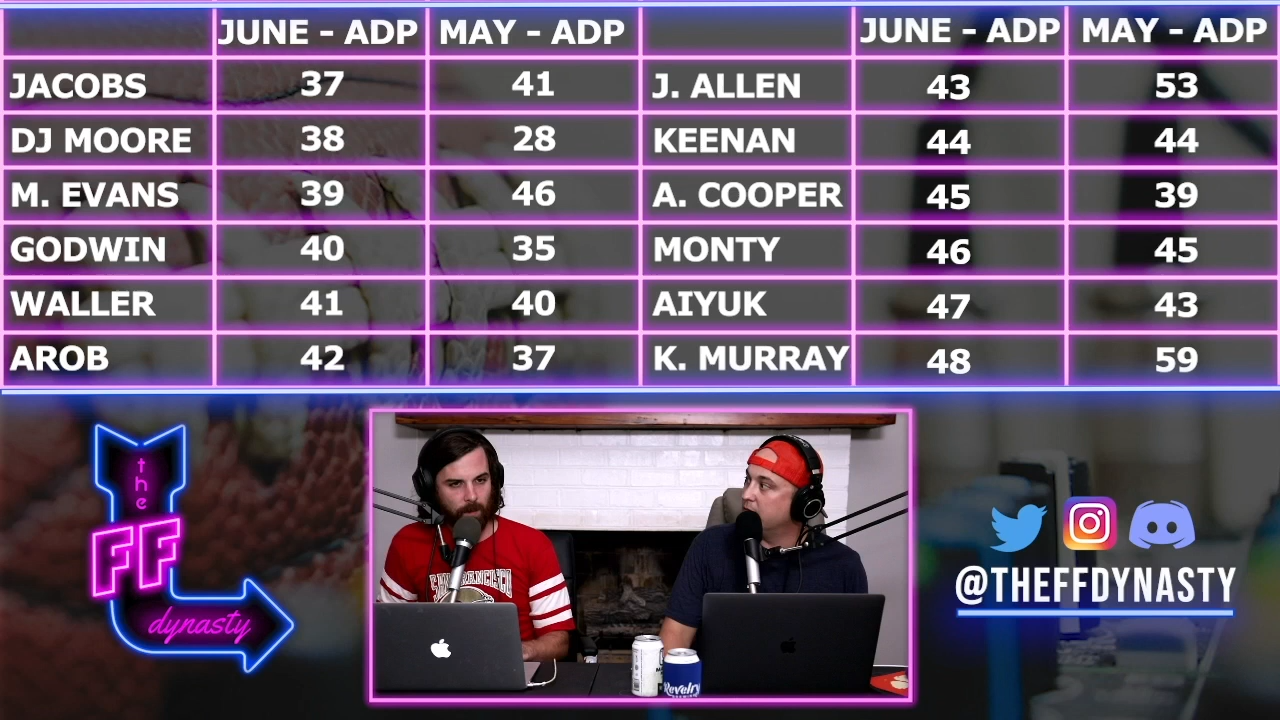 JUNE - ADP MAY - ADP JUNE - ADP MAY - ADP
JACOBS 37 41 J. ALLEN 43 53
DJ MOORE 38 28 KEENAN 44 44
M. EVANS 39 46 A. COOPER 45 39
GODWIN 40 35 MONTY 46 45
WALLER 41 40 AIYUK 47 43
AROB 42 37 K. MURRAY 48 59
the
FF
dynasty
SAN FRANCISCO
Revelry
@THEFFDYNASTY